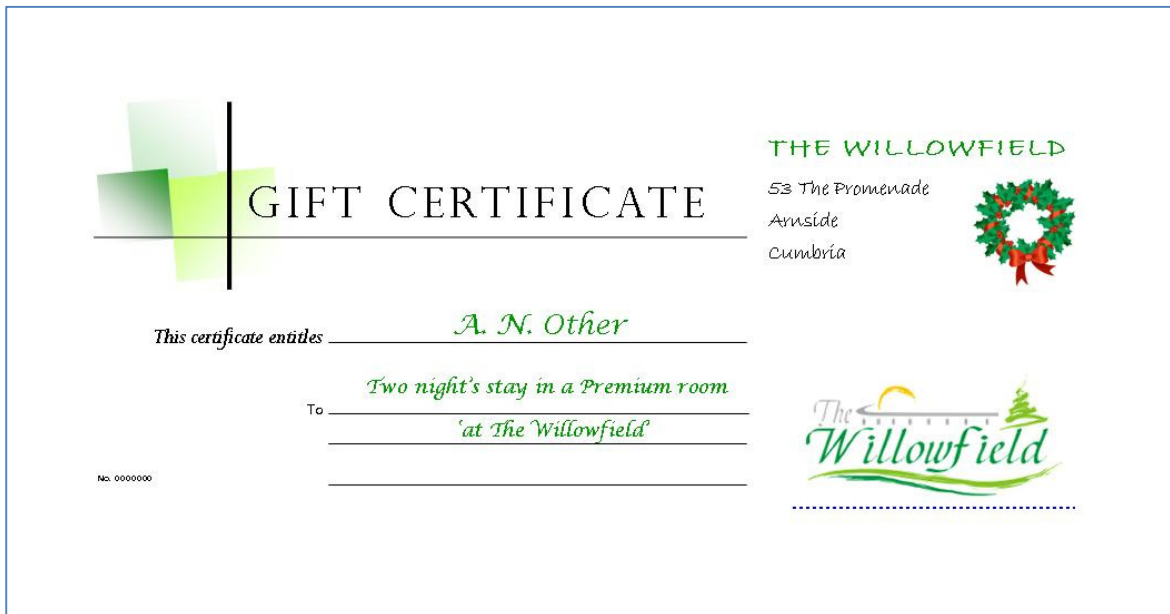 THE WILLOWFIELD
53 The Promenade
Arnside
Cumbria
GIFT CERTIFICATE
This certificate entitles A. N. Other
Two night's stay in a Premium room
To
'at The Willowfield'
No. 0000000
The
Willowfield